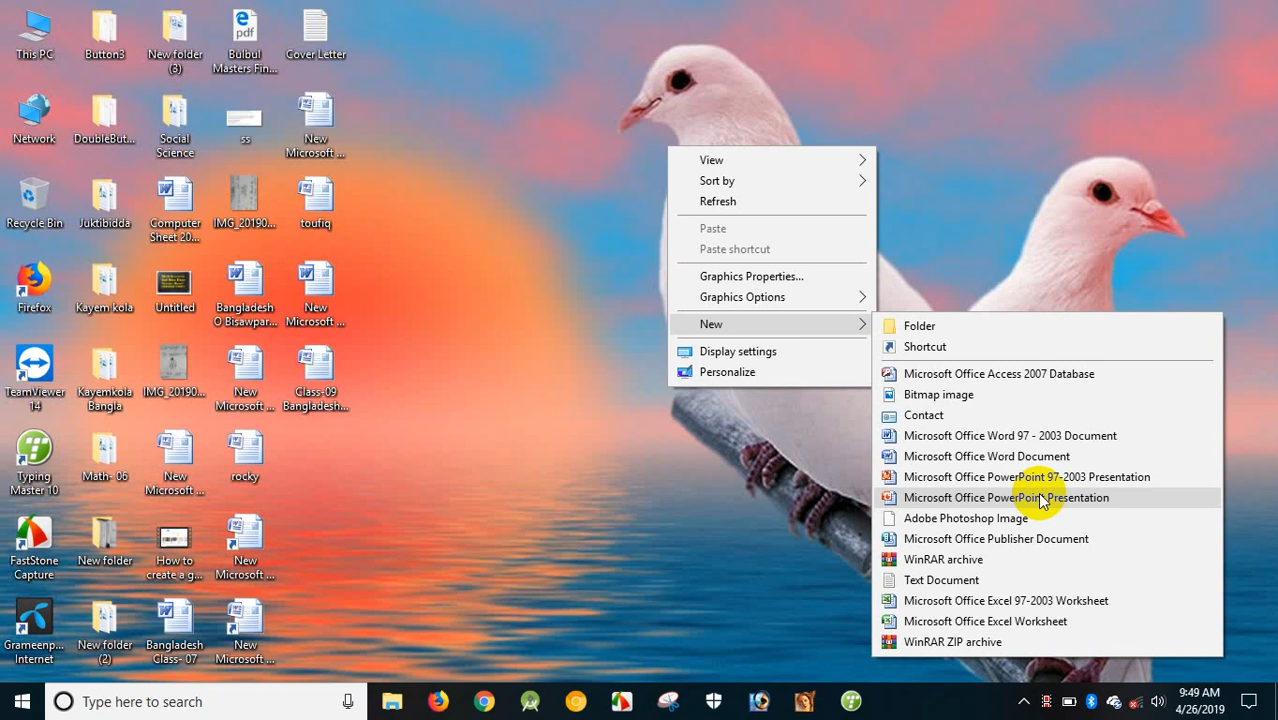 This PC
Button3
New folder
(3)
Bulbul
Masters Fin...
Cover Letter
Network
DoubleBut...
Social
Science
ss
New
Microsoft ...
Recycle Bin
Juktibidda
Computer
Sheet 20...
IMG_20190...
toufiq
Firefox
Kayem kola
Untitled
Bangladesh
O Bisawpar...
New
Microsoft ...
TeamViewer
14
Kayemkola
Bangla
IMG_20190...
New
Microsoft ...
Class-09
Bangladesh...
Typing
Master 10
Math- 06
New
Microsoft ...
rocky
FastStone
Capture
New folder
How to
create a g...
New
Microsoft ...
Grameenp...
Internet
New folder
(2)
Bangladesh
Class- 07
New
Microsoft ...
View
Sort by
Refresh
Paste
Paste shortcut
Graphics Properties...
Graphics Options
New
Display settings
Personalize
Folder
Shortcut
Microsoft Office Access 2007 Database
Bitmap image
Contact
Microsoft Office Word 97 - 2003 Document
Microsoft Office Word Document
Microsoft Office PowerPoint 97-2003 Presentation
Microsoft Office PowerPoint Presentation
Adobe Photoshop Image
Microsoft Office Publisher Document
WinRAR archive
Text Document
Microsoft Office Excel 97-2003 Worksheet
Microsoft Office Excel Worksheet
WinRAR ZIP archive
Type here to search
9:49 AM
4/26/2019